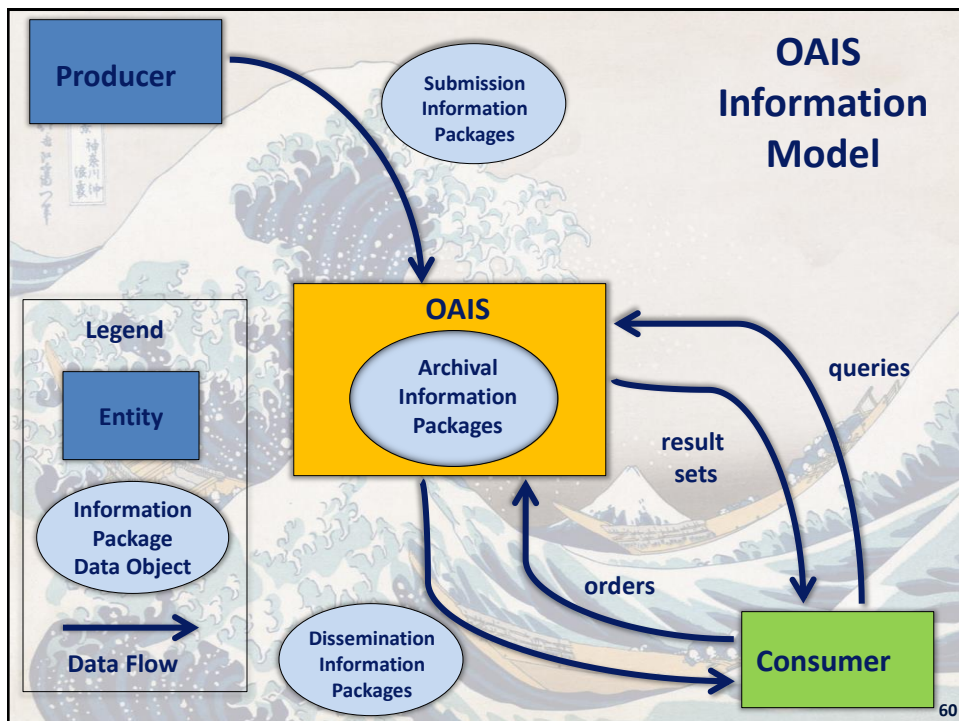 Producer
Submission
Information
Packages
OAIS
Information
Model
OAIS
Archival
Information
Packages
queries
result
sets
orders
Legend
Entity
Information
Package
Data Object
Data Flow
Dissemination
Information
Packages
Consumer
60